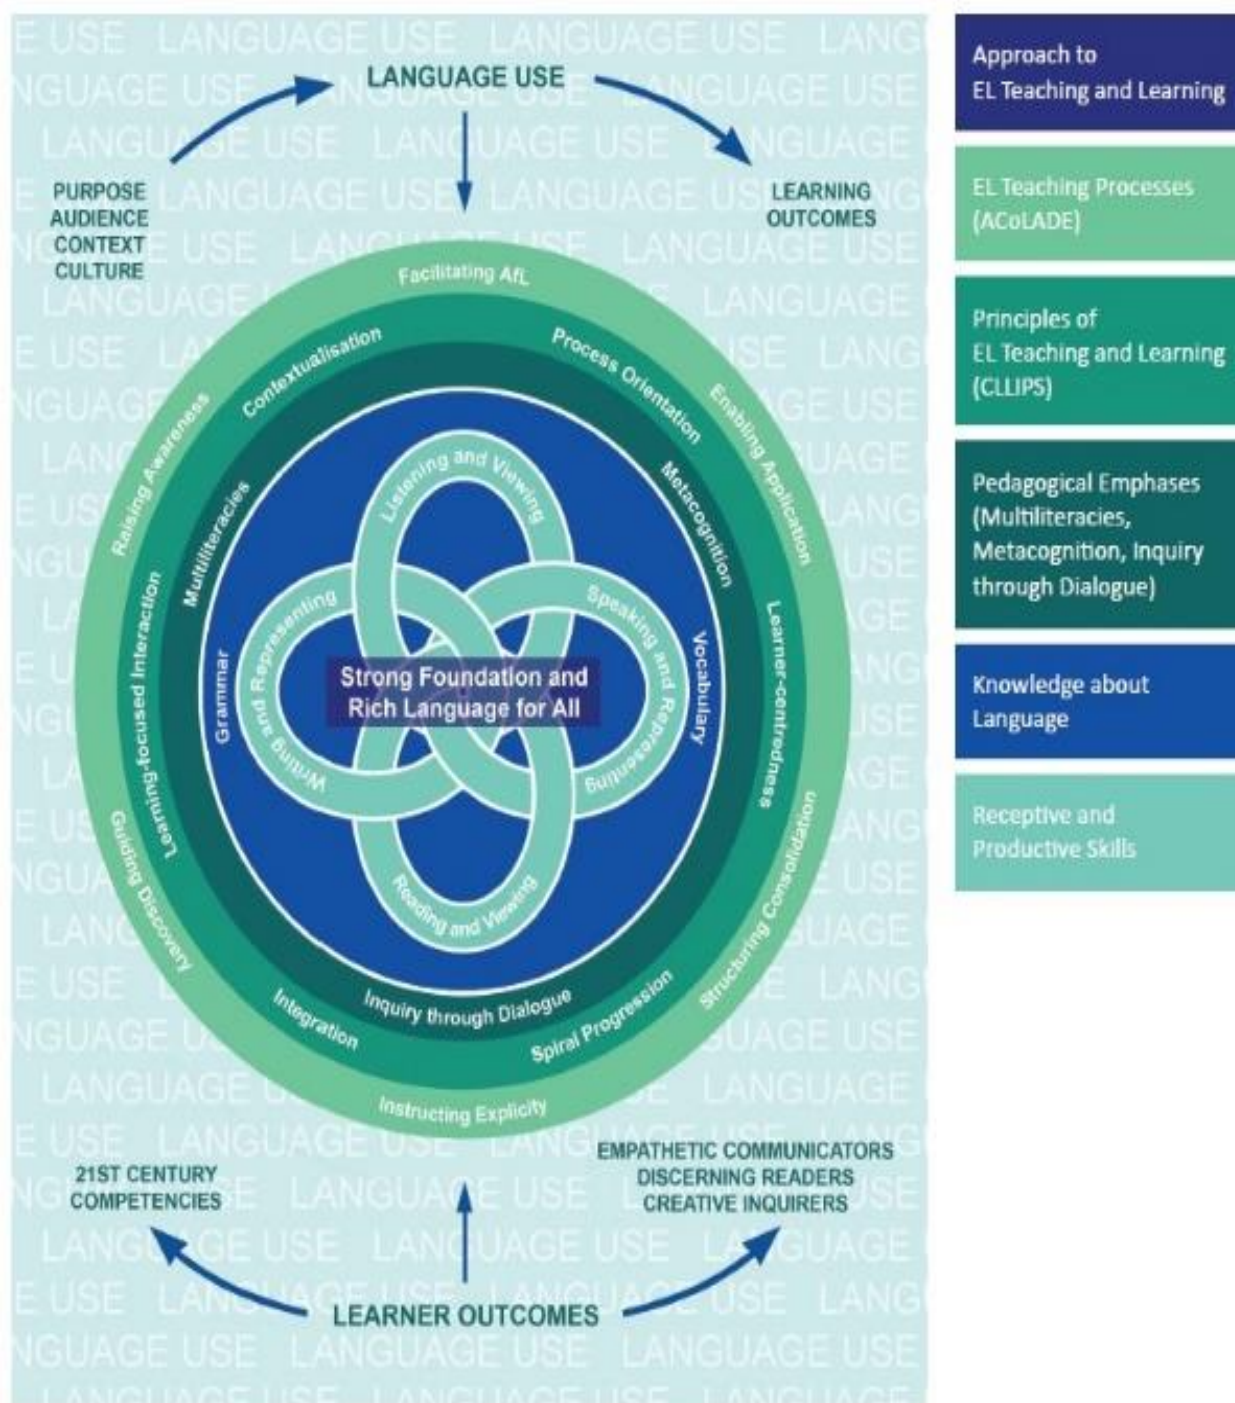 LANGUAGE USE
PURPOSE
AUDIENCE
CONTEXT
CULTURE
LEARNING
OUTCOMES
Facilitating AfL
Raising Awareness
Enabling Application
Guiding Discovery
Structuring Consolidation
Instructing Explicity
Contextualisation
Process Orientation
Learning-focused Interaction
Learner-centredness
Integration
Spiral Progression
Multiliteracies
Metacognition
Inquiry through Dialogue
Grammar
Vocabulary
Listening and Viewing
Writing and Representing
Speaking and Representing
Reading and Viewing
Strong Foundation and
Rich Language for All
21ST CENTURY
COMPETENCIES
EMPATHETIC COMMUNICATORS
DISCERNING READERS
CREATIVE INQUIRERS
LEARNER OUTCOMES
Approach to
EL Teaching and Learning
EL Teaching Processes
(ACoLADE)
Principles of
EL Teaching and Learning
(CLLIPS)
Pedagogical Emphases
(Multiliteracies,
Metacognition, Inquiry
through Dialogue)
Knowledge about
Language
Receptive and
Productive Skills